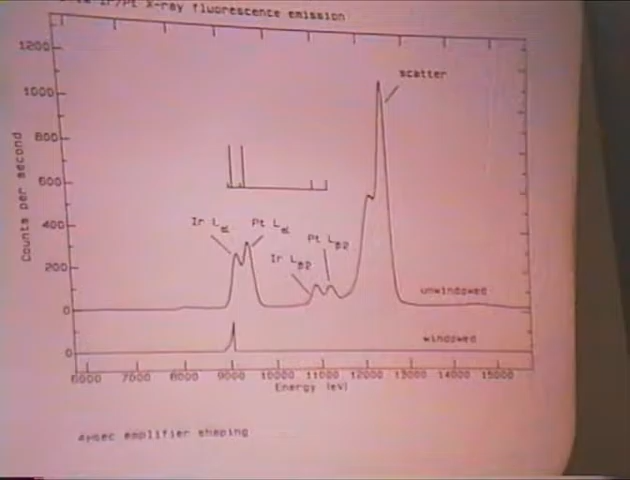 Ir/Pt X-ray fluorescence emission
1200
1000
800
600
400
200
0
0
Counts per second
scatter
Ir Lα
Pt Lα
Pt Lβ2
Ir Lβ2
unwindowed
windowed
6000 7000 8000 9000 10000 11000 12000 13000 14000 15000
Energy (eV)
4μsec amplifier shaping